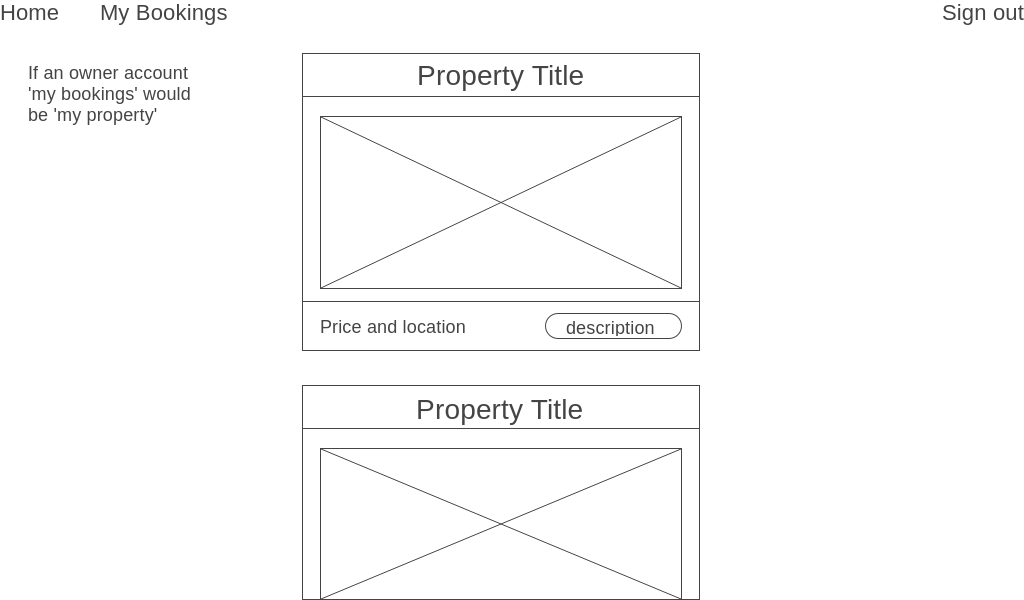 Home My Bookings Sign out
If an owner account
'my bookings' would
be 'my property'
Property Title
Price and location description
Property Title